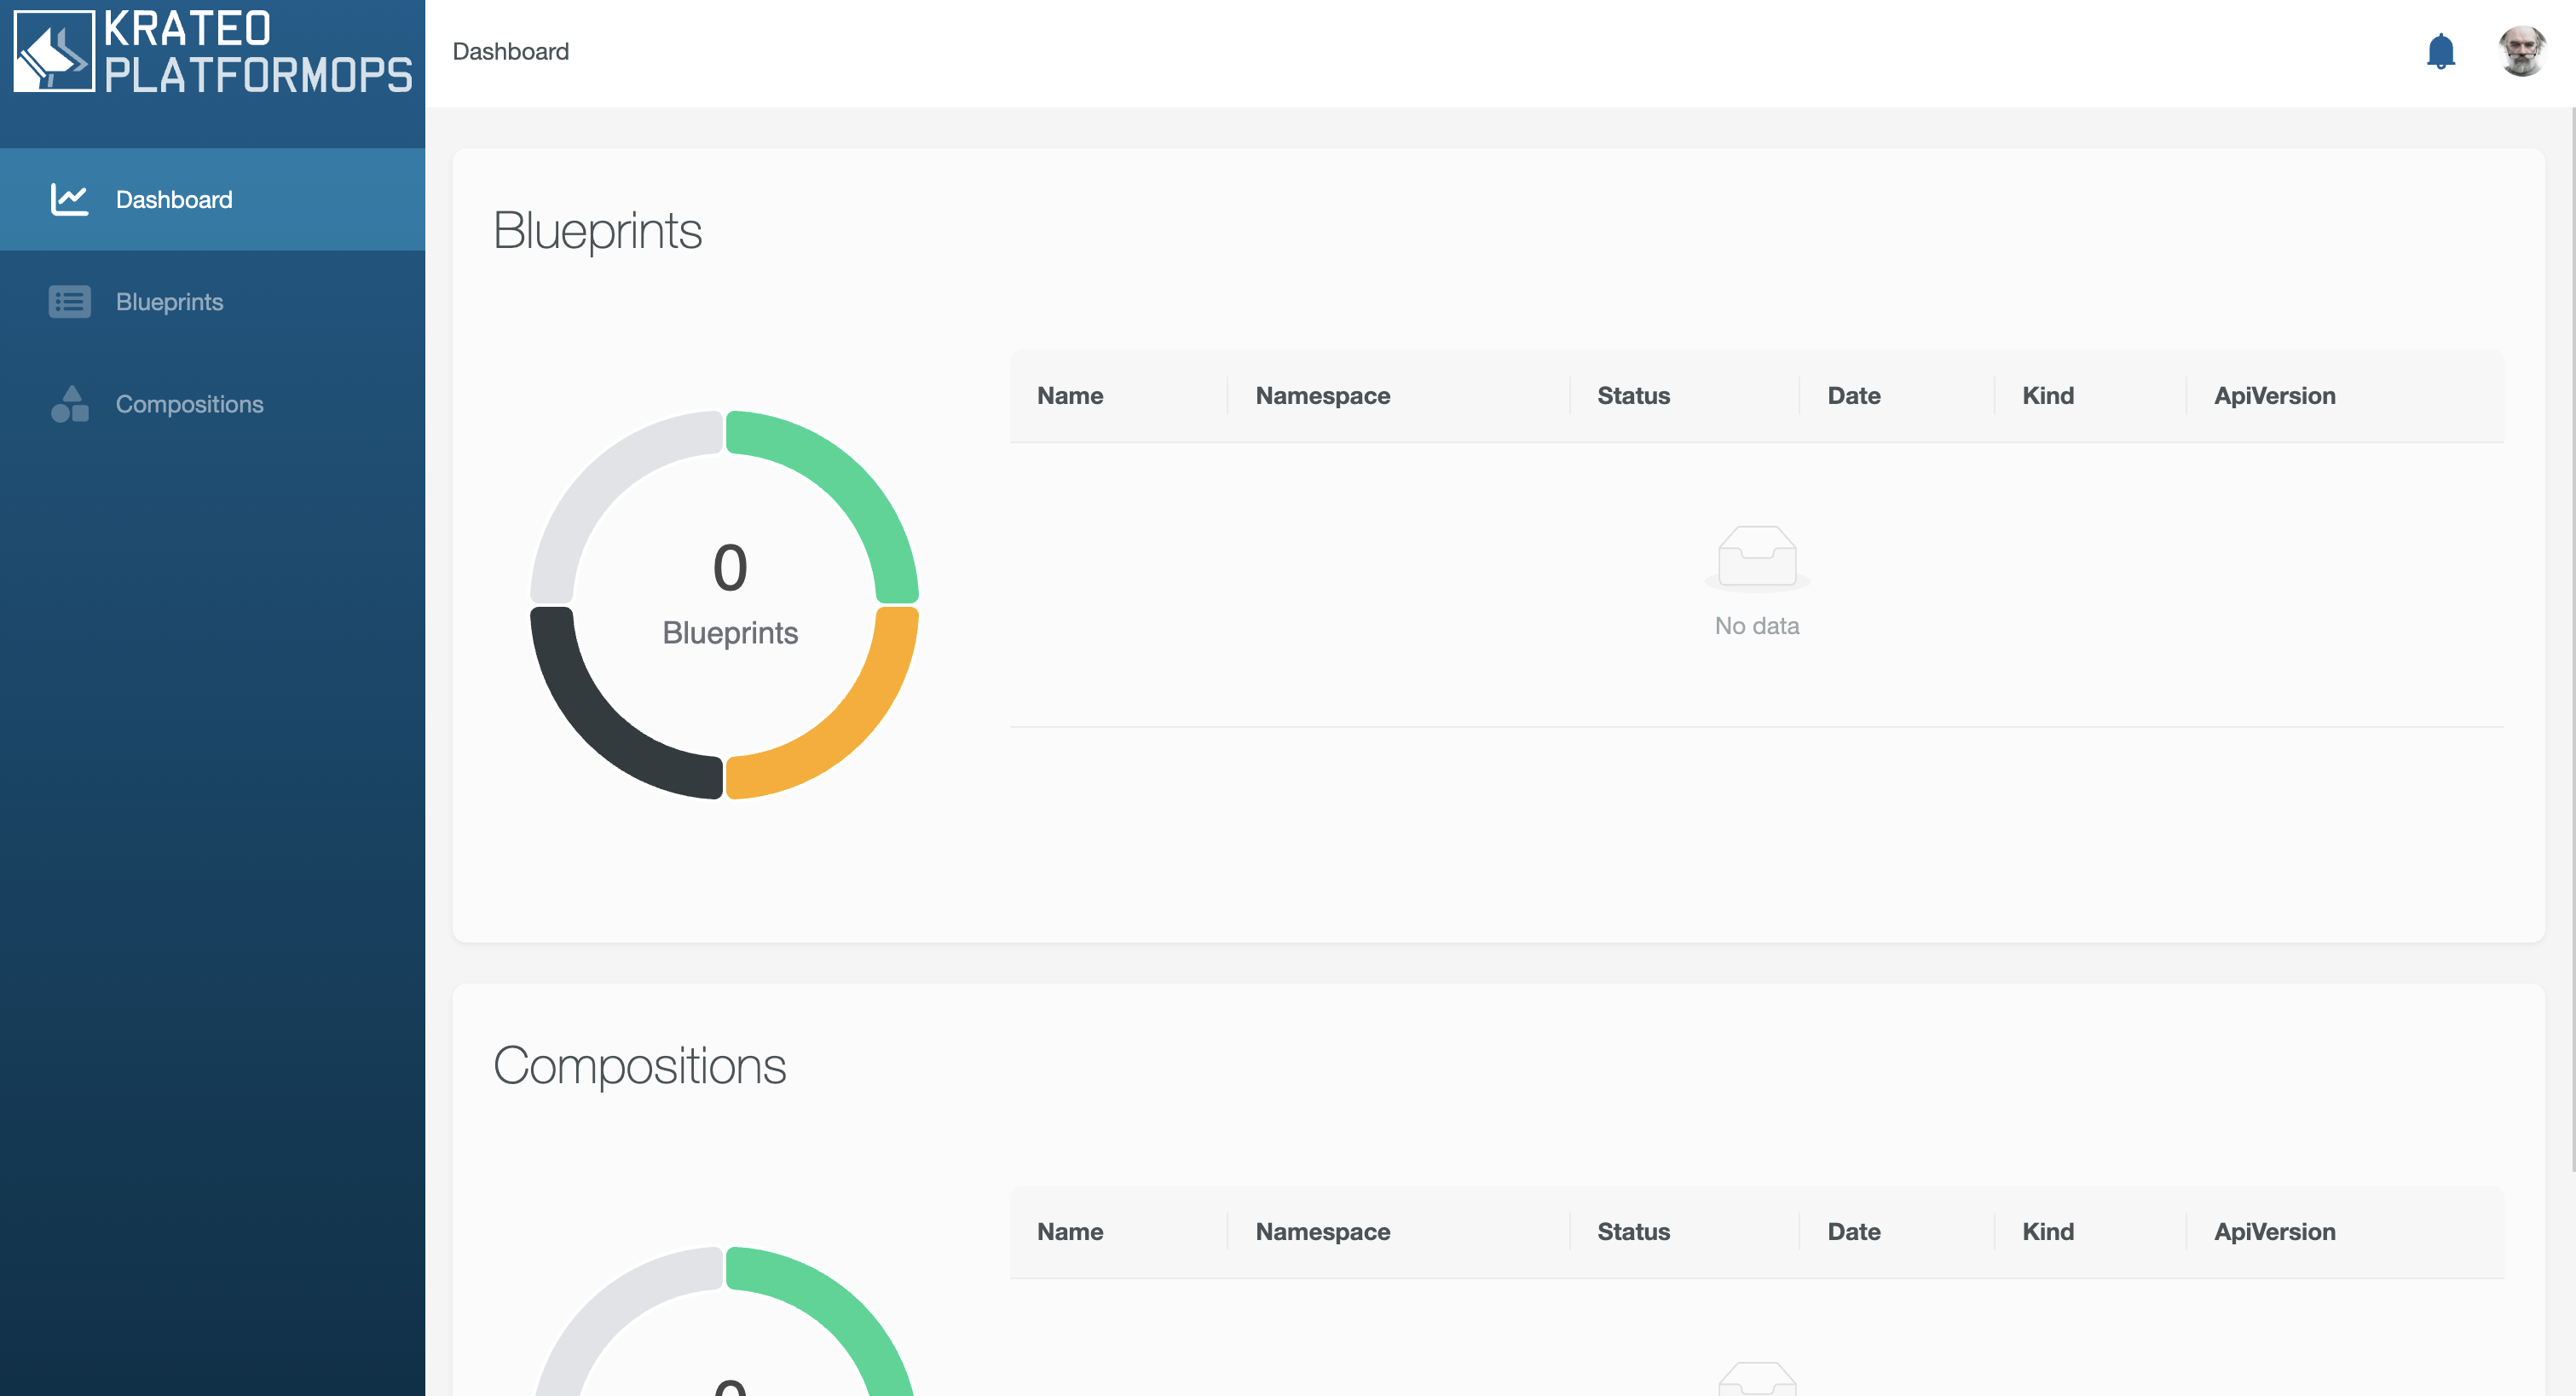 KRATEO
PLATFORMOPS
Dashboard
Dashboard
Blueprints
Compositions
Blueprints
Name Namespace Status Date Kind ApiVersion
0
Blueprints
No data
Compositions
Name Namespace Status Date Kind ApiVersion
0